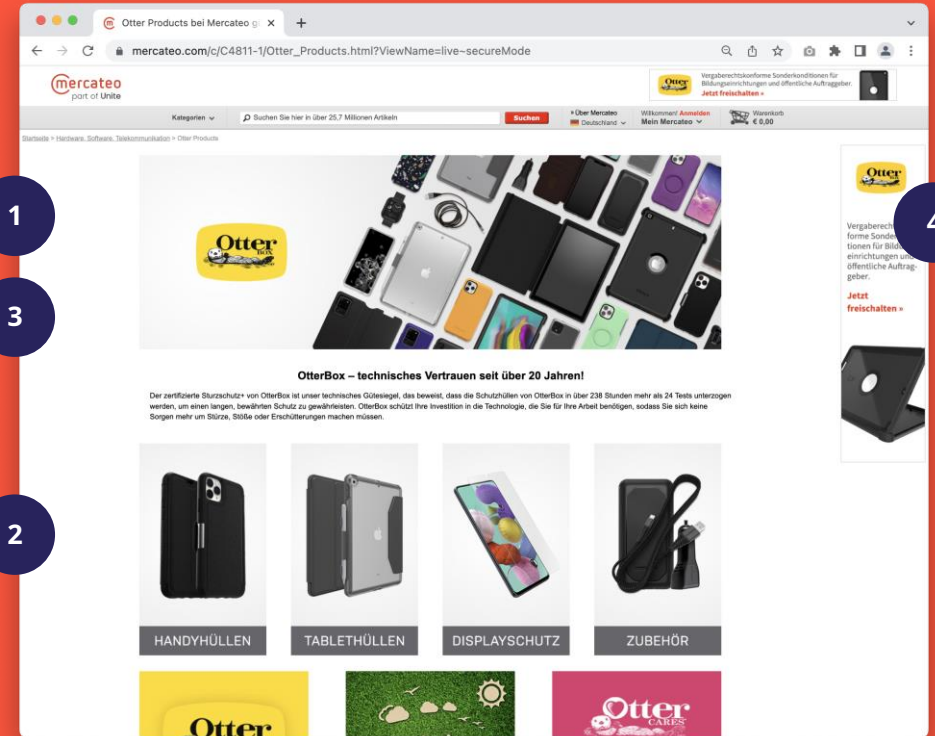 Otter Products bei Mercateo g
mercateo.com/c/C4811-1/Otter_Products.html?ViewName=live~secureMode
mercateo
part of Unite
Otter
BOX
Vergaberechtskonforme Sonderkonditionen für
Bildungseinrichtungen und öffentliche Auftraggeber.
Jetzt freischalten »
Kategorien
Suchen Sie hier in über 25,7 Millionen Artikeln
Suchen
Über Mercateo
Deutschland
Willkommen! Anmelden
Mein Mercateo
Warenkorb
€ 0,00
Startseite > Hardware, Software, Telekommunikation > Otter Products
1
3
2
4
Otter
BOX
Otter
BOX
Vergaberech
forme Sonder
tionen für Bildu
einrichtungen un
öffentliche Auftrag-
geber.
Jetzt
freischalten »
OtterBox – technisches Vertrauen seit über 20 Jahren!
Der zertifizierte Sturzschutz+ von OtterBox ist unser technisches Gütesiegel, das beweist, dass die Schutzhüllen von OtterBox in über 238 Stunden mehr als 24 Tests unterzogen
werden, um einen langen, bewährten Schutz zu gewährleisten. OtterBox schützt Ihre Investition in die Technologie, die Sie für Ihre Arbeit benötigen, sodass Sie sich keine
Sorgen mehr um Stürze, Stöße oder Erschütterungen machen müssen.
HANDYHÜLLEN
TABLETHÜLLEN
DISPLAYSCHUTZ
ZUBEHÖR
Otter
Otter
CARES